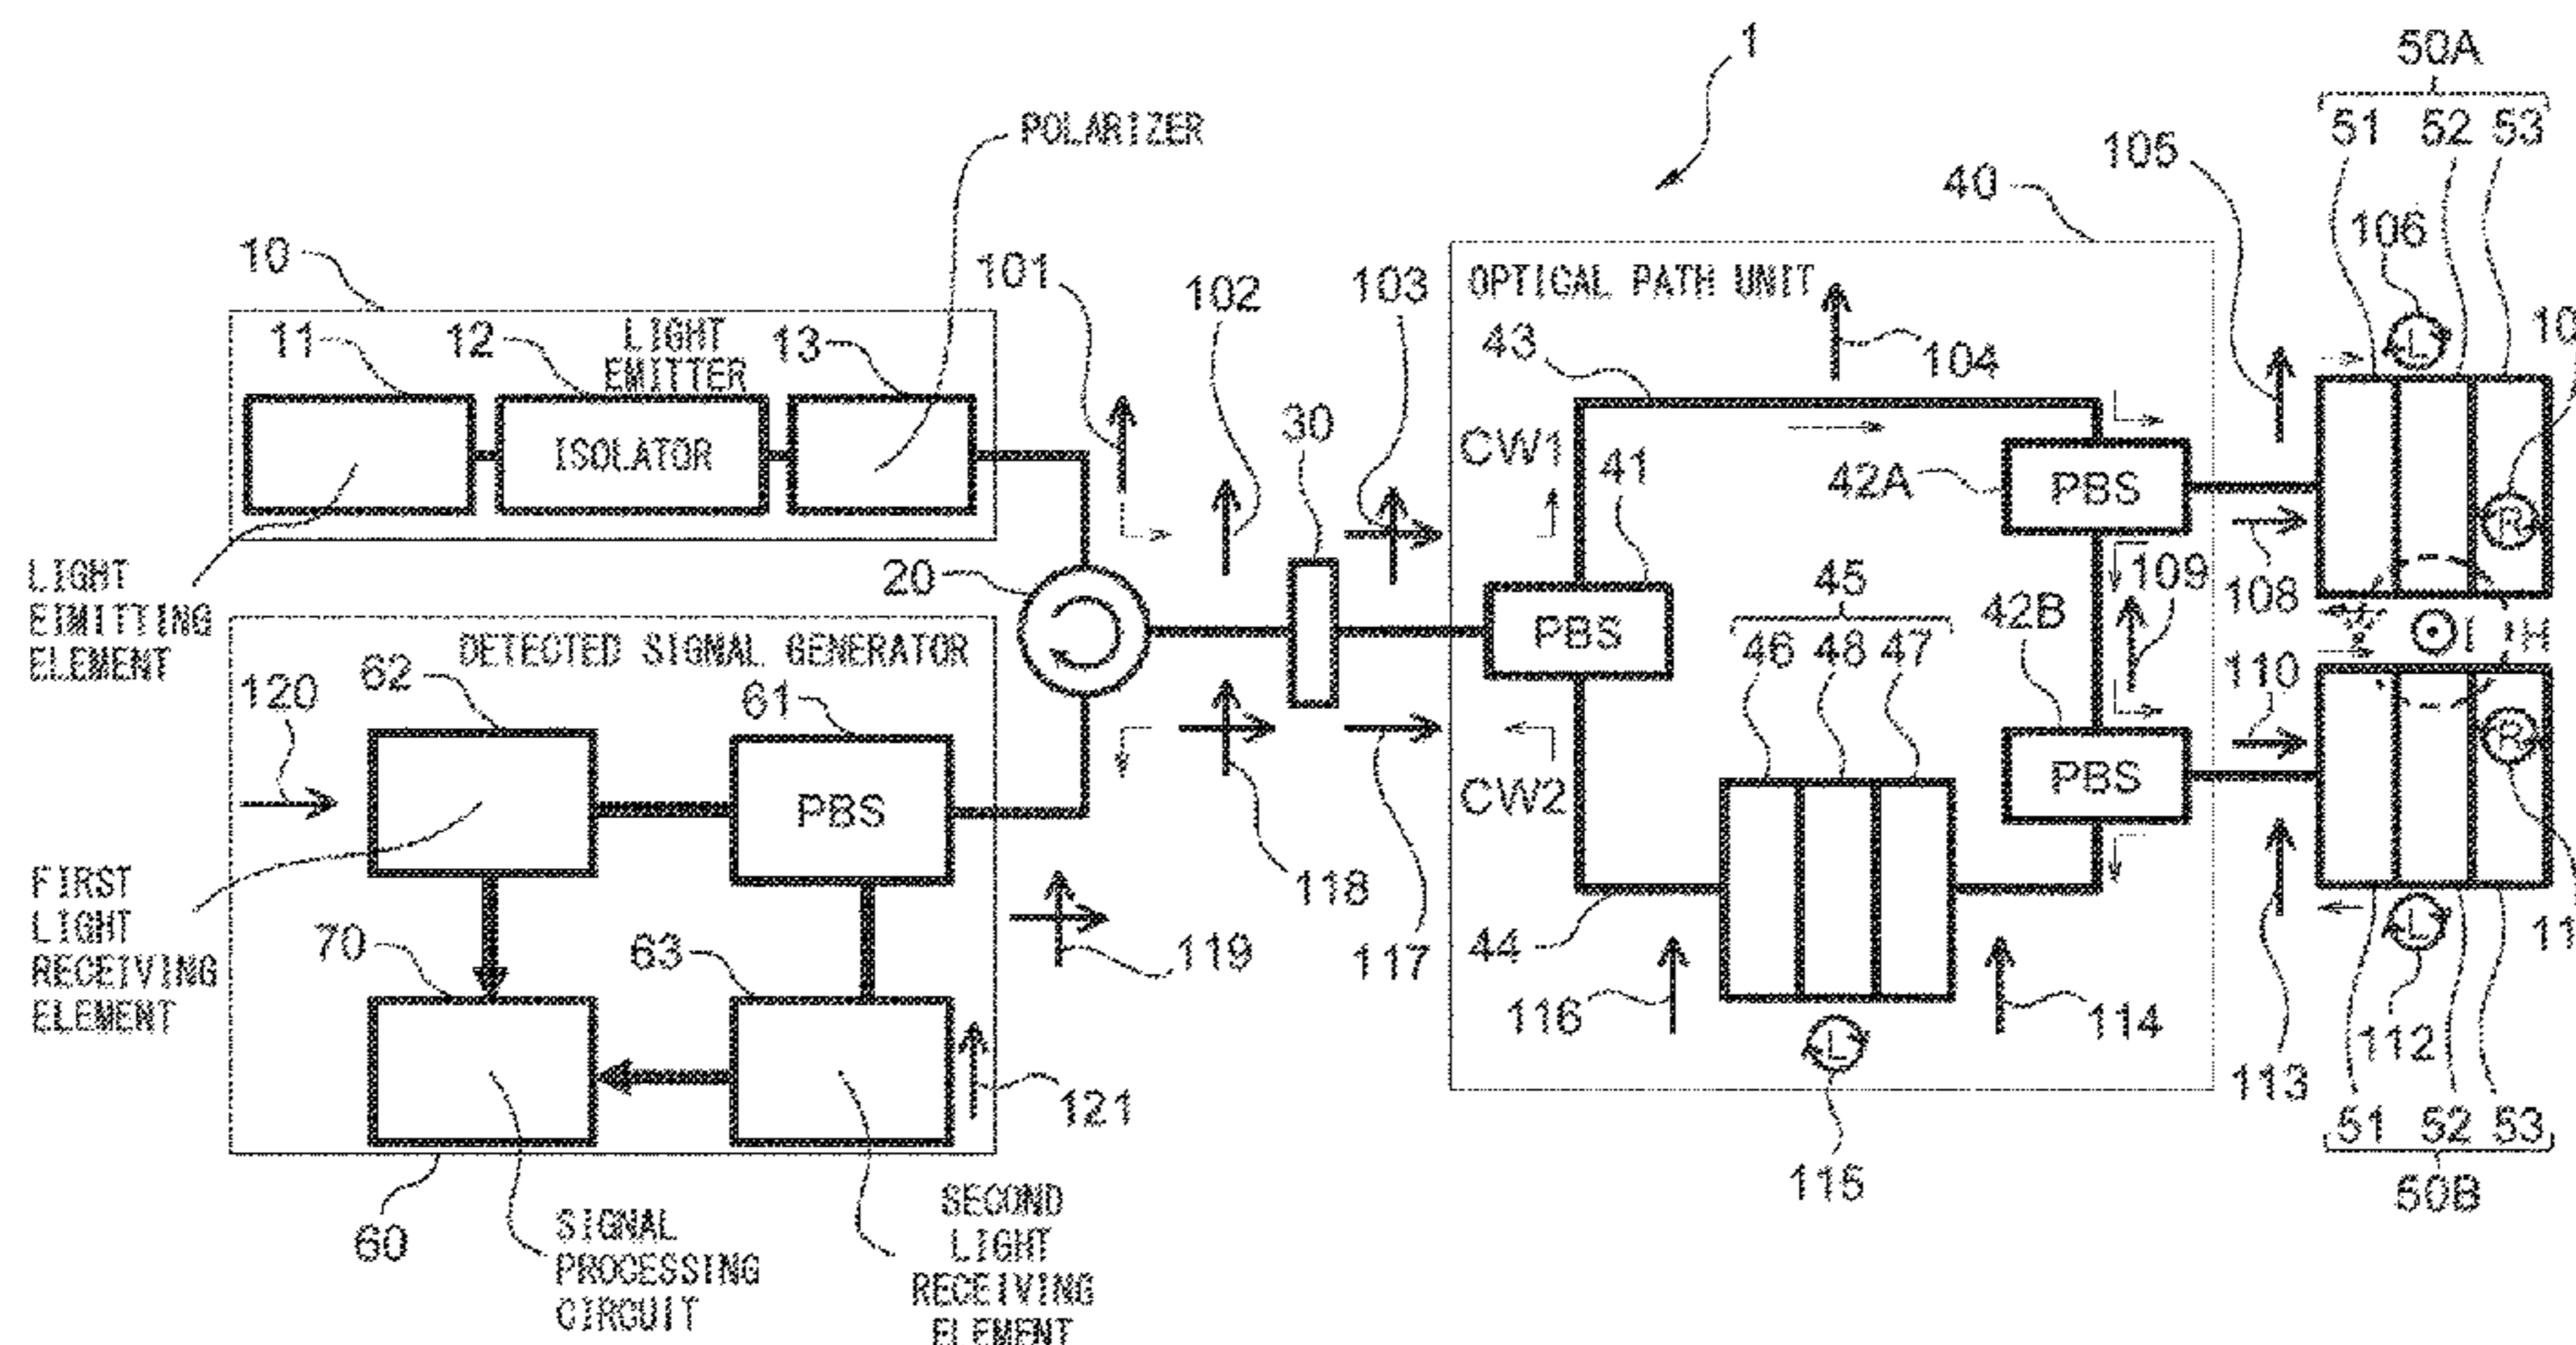 1
50A
51 52 53
POLARIZER
105
40
106
10
101
102
103
OPTICAL PATH UNIT
11
12
LIGHT
EMITTER
13
43
104
L
30
ISOLATOR
CW1
41
42A
PBS
R
LIGHT
EIMITTING
ELEMENT
20
45
109
108
DETECTED SIGNAL GENERATOR
PBS
46 48 47
42B
I
H
120
62
61
110
PBS
CW2
PBS
R
FIRST
LIGHT
RECEIVING
ELEMENT
118
70
63
119
117
44
116
114
L
112
L
121
113
115
51 52 53
50B
60
SIGNAL
PROCESSING
CIRCUIT
SECOND
LIGHT
RECEIVING
ELEMENT